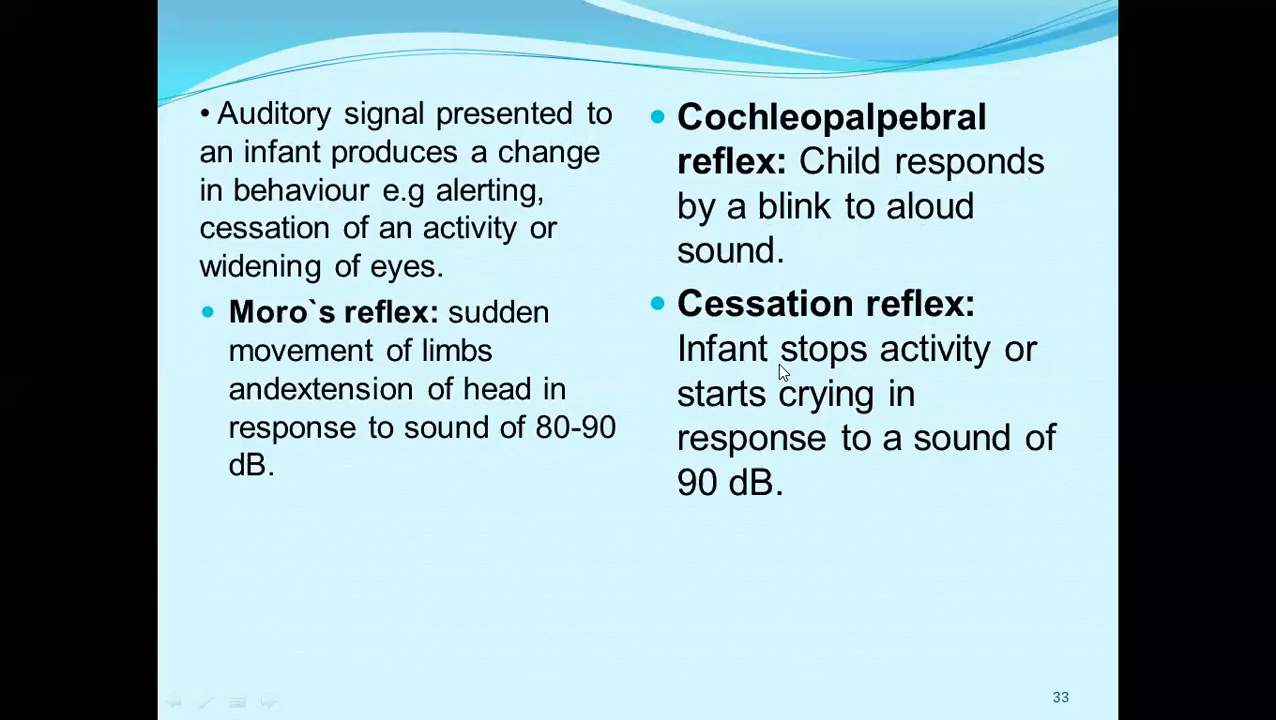 • Auditory signal presented to
an infant produces a change
in behaviour e.g alerting,
cessation of an activity or
widening of eyes.
• Moro`s reflex: sudden
movement of limbs
andextension of head in
response to sound of 80-90
dB.
• Cochleopalpebral
reflex: Child responds
by a blink to aloud
sound.
• Cessation reflex:
Infant stops activity or
starts crying in
response to a sound of
90 dB.
33